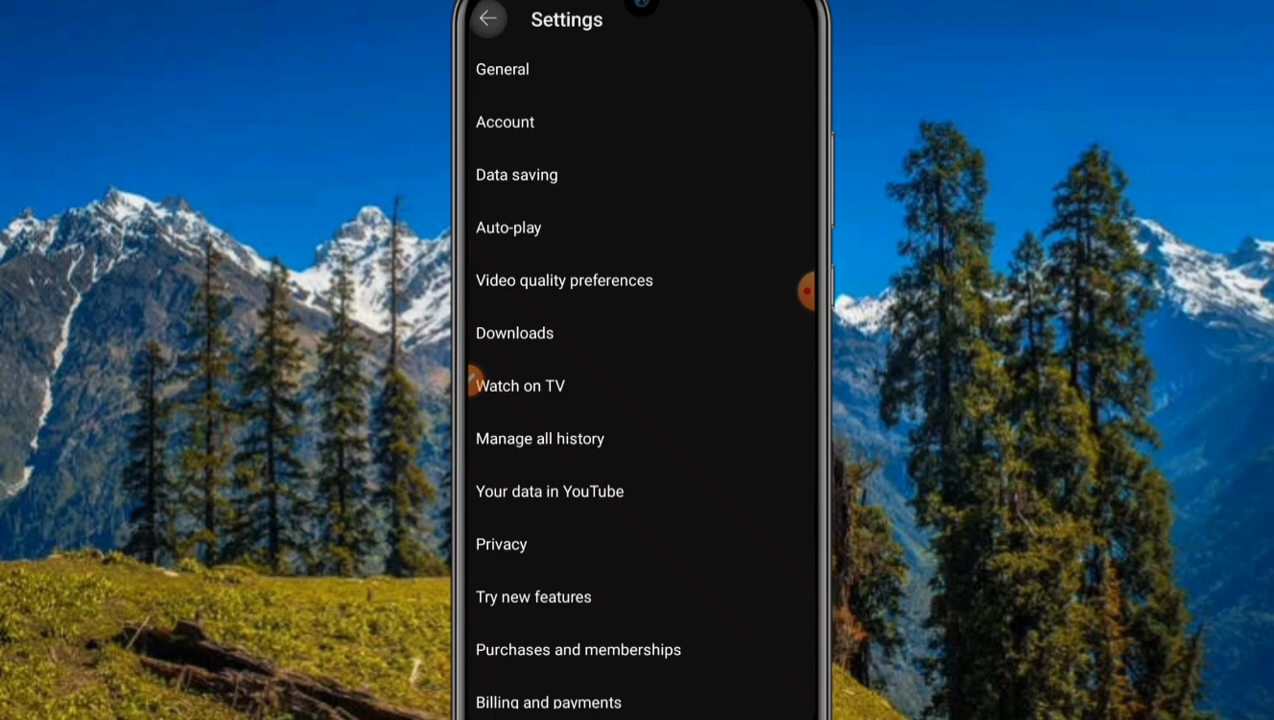 Settings
General
Account
Data saving
Auto-play
Video quality preferences
Downloads
Watch on TV
Manage all history
Your data in YouTube
Privacy
Try new features
Purchases and memberships
Billing and payments